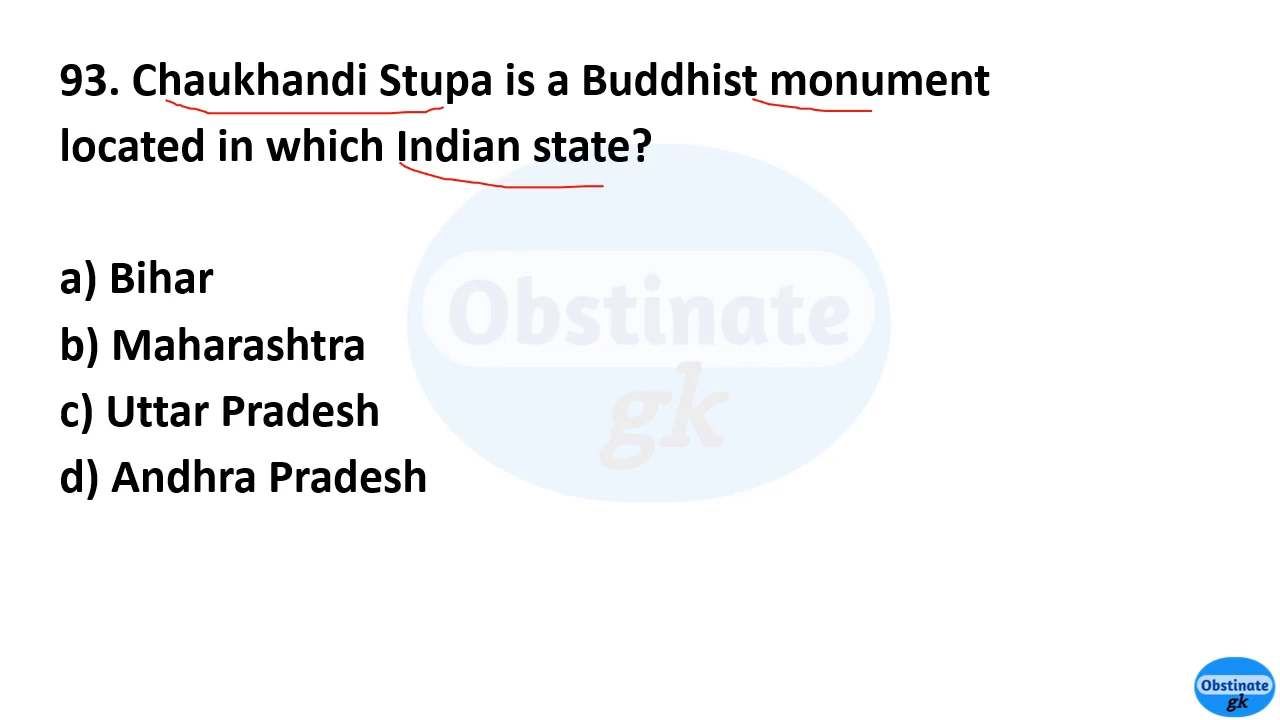 93. Chaukhandi Stupa is a Buddhist monument
located in which Indian state?
a) Bihar
b) Maharashtra
c) Uttar Pradesh
d) Andhra Pradesh
Obstinate
gk
Obstinate
gk